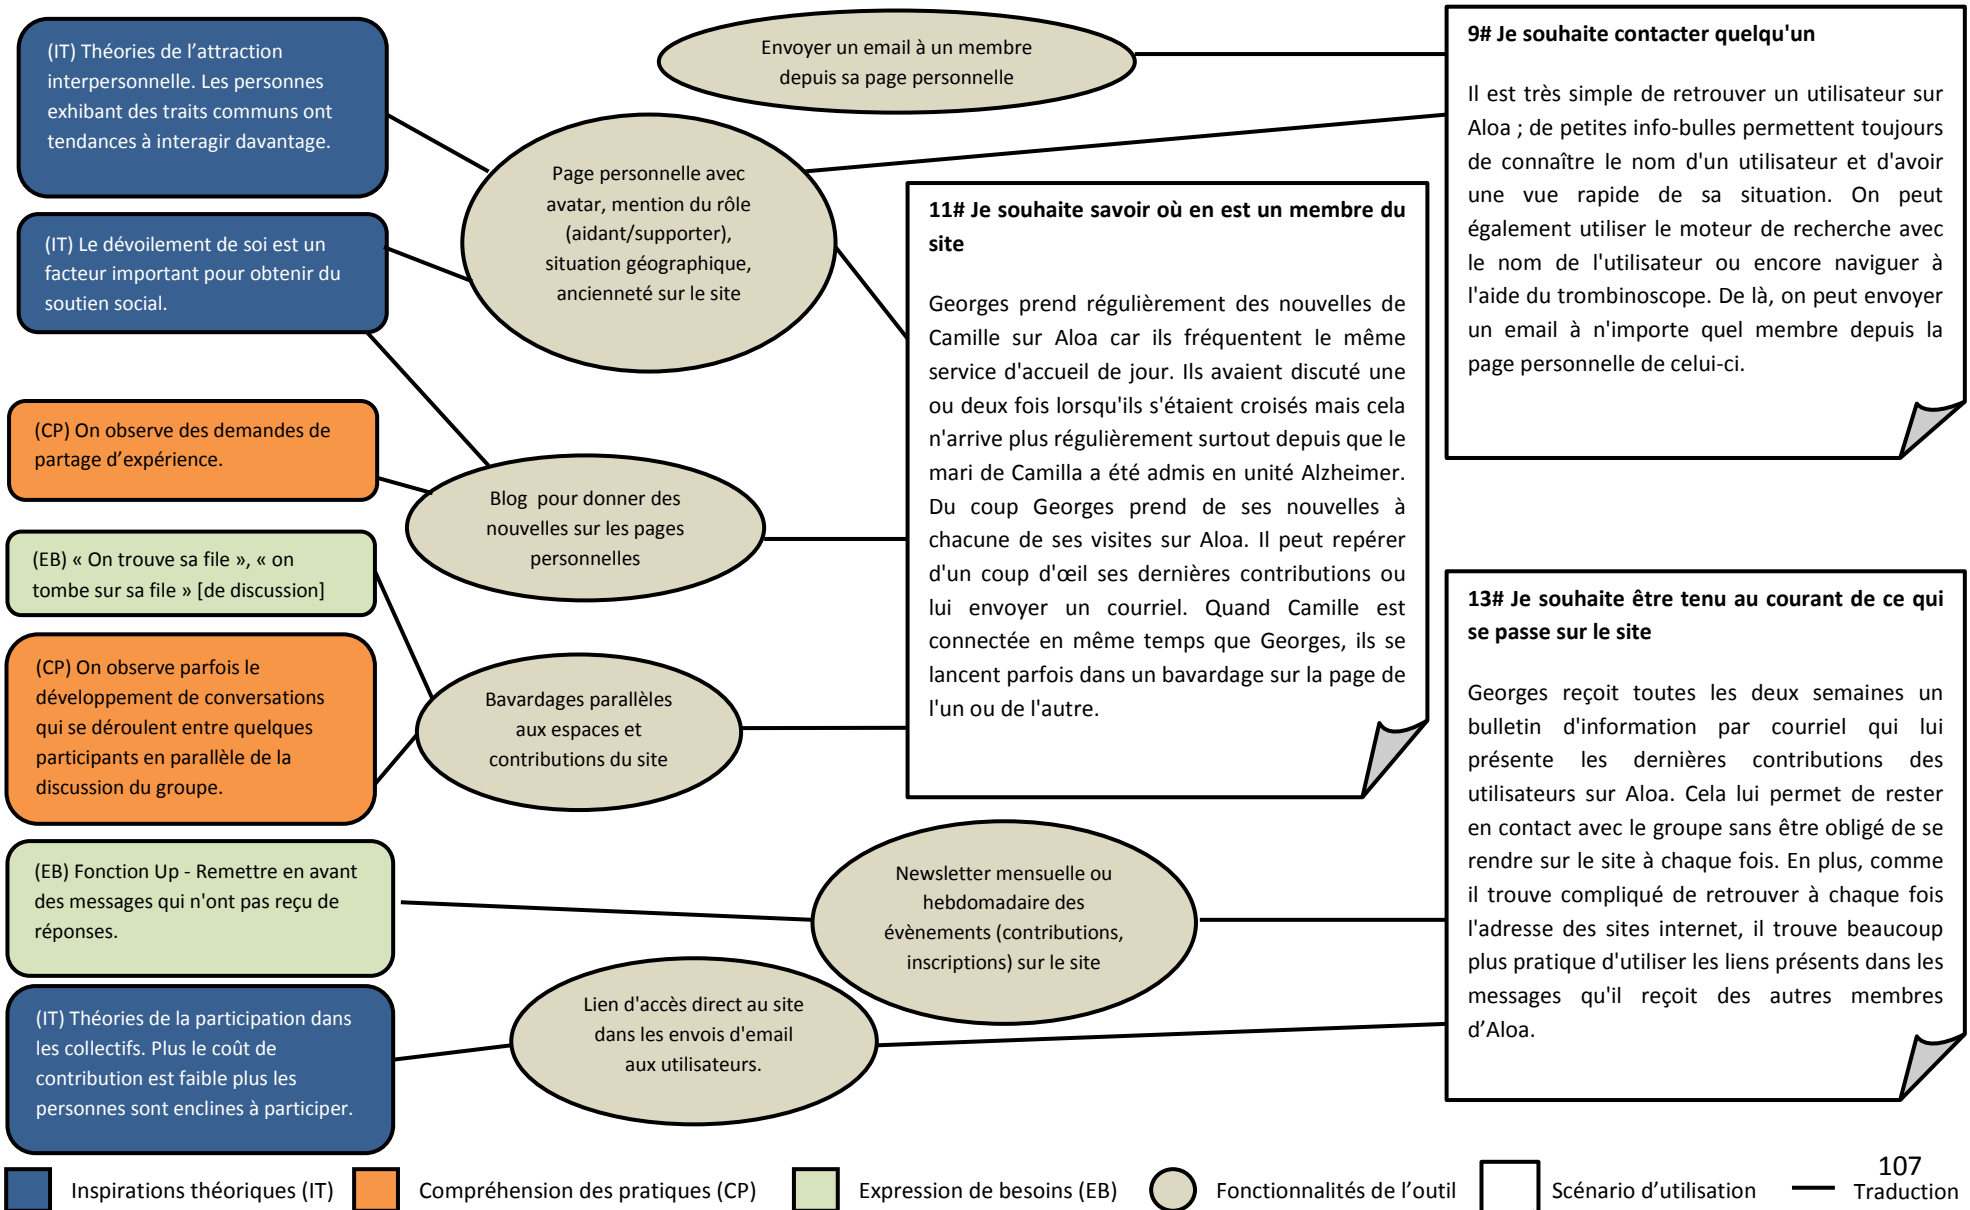 (IT) Théories de l’attraction
interpersonnelle. Les personnes
exhibant des traits communs ont
tendances à interagir davantage.
(IT) Le dévoilement de soi est un
facteur important pour obtenir du
soutien social.
(CP) On observe des demandes de
partage d’expérience.
(EB) « On trouve sa file », « on
tombe sur sa file » [de discussion]
(CP) On observe parfois le
développement de conversations
qui se déroulent entre quelques
participants en parallèle de la
discussion du groupe.
(EB) Fonction Up - Remettre en avant
des messages qui n'ont pas reçu de
réponses.
(IT) Théories de la participation dans
les collectifs. Plus le coût de
contribution est faible plus les
personnes sont enclines à participer.
Envoyer un email à un membre
depuis sa page personnelle
Page personnelle avec
avatar, mention du rôle
(aidant/supporter),
situation géographique,
ancienneté sur le site
Blog pour donner des
nouvelles sur les pages
personnelles
Bavardages parallèles
aux espaces et
contributions du site
Newsletter mensuelle ou
hebdomadaire des
évènements (contributions,
inscriptions) sur le site
Lien d'accès direct au site
dans les envois d'email
aux utilisateurs.
11# Je souhaite savoir où en est un membre du
site
Georges prend régulièrement des nouvelles de
Camille sur Aloa car ils fréquentent le même
service d'accueil de jour. Ils avaient discuté une
ou deux fois lorsqu'ils s'étaient croisés mais cela
n'arrive plus régulièrement surtout depuis que le
mari de Camilla a été admis en unité Alzheimer.
Du coup Georges prend de ses nouvelles à
chacune de ses visites sur Aloa. Il peut repérer
d'un coup d'œil ses dernières contributions ou
lui envoyer un courriel. Quand Camille est
connectée en même temps que Georges, ils se
lancent parfois dans un bavardage sur la page de
l'un ou de l'autre.
9# Je souhaite contacter quelqu'un
Il est très simple de retrouver un utilisateur sur
Aloa ; de petites info-bulles permettent toujours
de connaître le nom d'un utilisateur et d'avoir
une vue rapide de sa situation. On peut
également utiliser le moteur de recherche avec
le nom de l'utilisateur ou encore naviguer à
l'aide du trombinoscope. De là, on peut envoyer
un email à n'importe quel membre depuis la
page personnelle de celui-ci.
13# Je souhaite être tenu au courant de ce qui
se passe sur le site
Georges reçoit toutes les deux semaines un
bulletin d'information par courriel qui lui
présente les dernières contributions des
utilisateurs sur Aloa. Cela lui permet de rester
en contact avec le groupe sans être obligé de se
rendre sur le site à chaque fois. En plus, comme
il trouve compliqué de retrouver à chaque fois
l'adresse des sites internet, il trouve beaucoup
plus pratique d'utiliser les liens présents dans les
messages qu'il reçoit des autres membres
d’Aloa.
107
Inspirations théoriques (IT)
Compréhension des pratiques (CP)
Expression de besoins (EB)
Fonctionnalités de l’outil
Scénario d’utilisation
Traduction